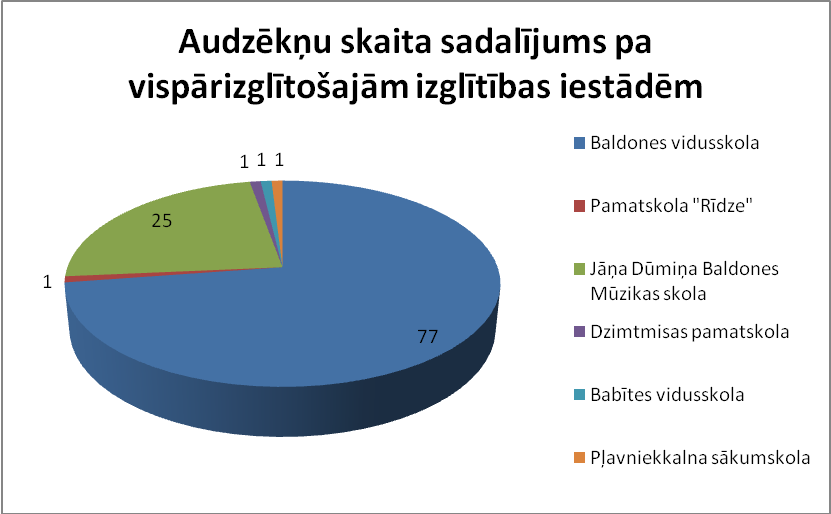 Audzēkņu skaita sadalījums pa
vispārizglītošajām izglītības iestādēm
1 1 1
25
1
77
Baldones vidusskola
Pamatskola "Rīdze"
Jāņa Dūmiņa Baldones
Mūzikas skola
Dzimtmisas pamatskola
Babītes vidusskola
Pļavniekkalna sākumskola